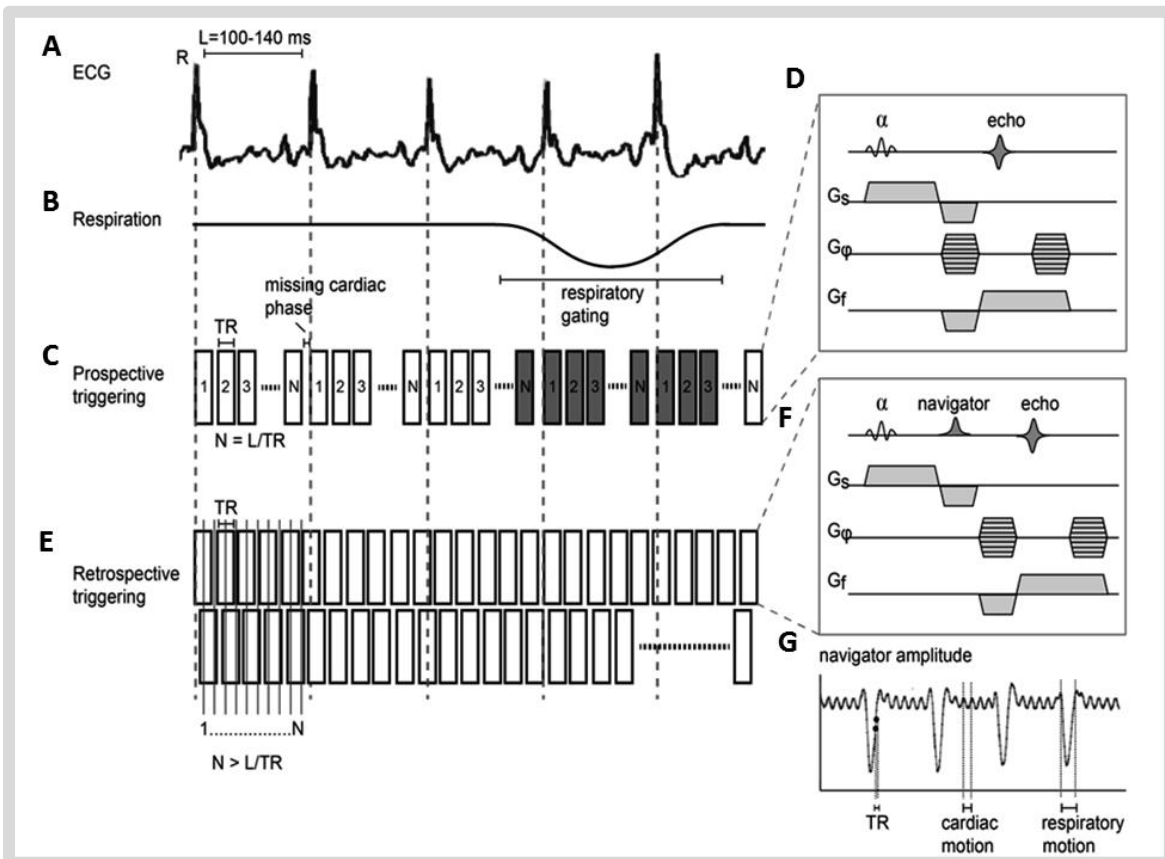 A
ECG
R
L=100-140 ms
B
Respiration
missing cardiac
phase
respiratory
gating
TR
C
Prospective
triggering
1 2 3 N 1 2 3 N 1 2 3 N 1 2 3 N 1 2 3 N
N = L/TR
TR
E
Retrospective
triggering
1 N
N > L/TR
D
α
echo
Gs
Gφ
Gf
F
α
navigator
echo
Gs
Gφ
Gf
G
navigator amplitude
TR
cardiac
motion
respiratory
motion